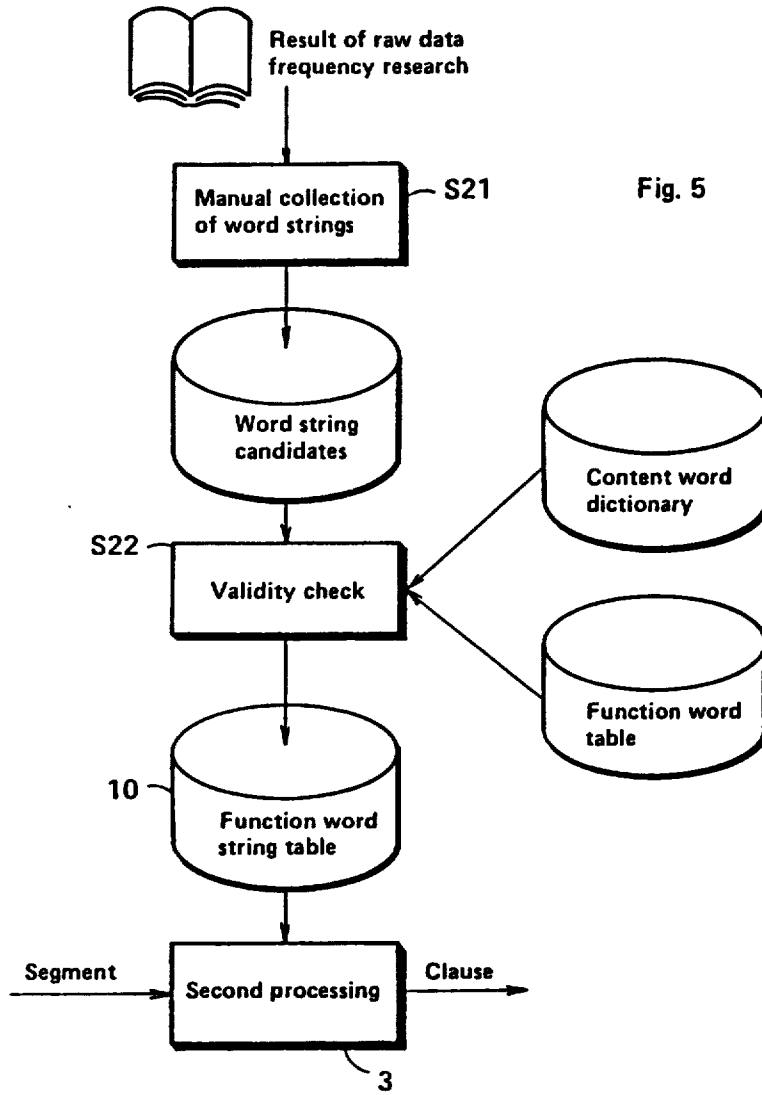 Result of raw data
frequency research
Manual collection
of word strings
S21
Fig. 5
Word string
candidates
Content word
dictionary
S22
Validity check
Function word
table
10
Function word
string table
Segment
Second processing
Clause
3